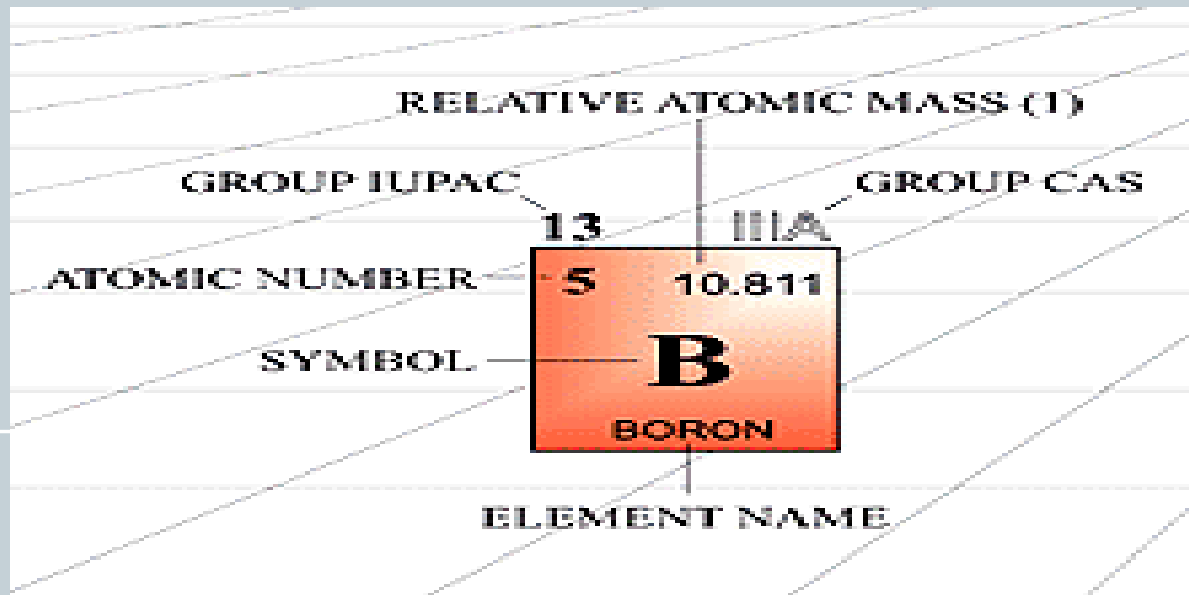 RELATIVE ATOMIC MASS (1)
GROUP IUPAC
GROUP CAS
13
IIIA
ATOMIC NUMBER
5
10.811
SYMBOL
B
BORON
ELEMENT NAME